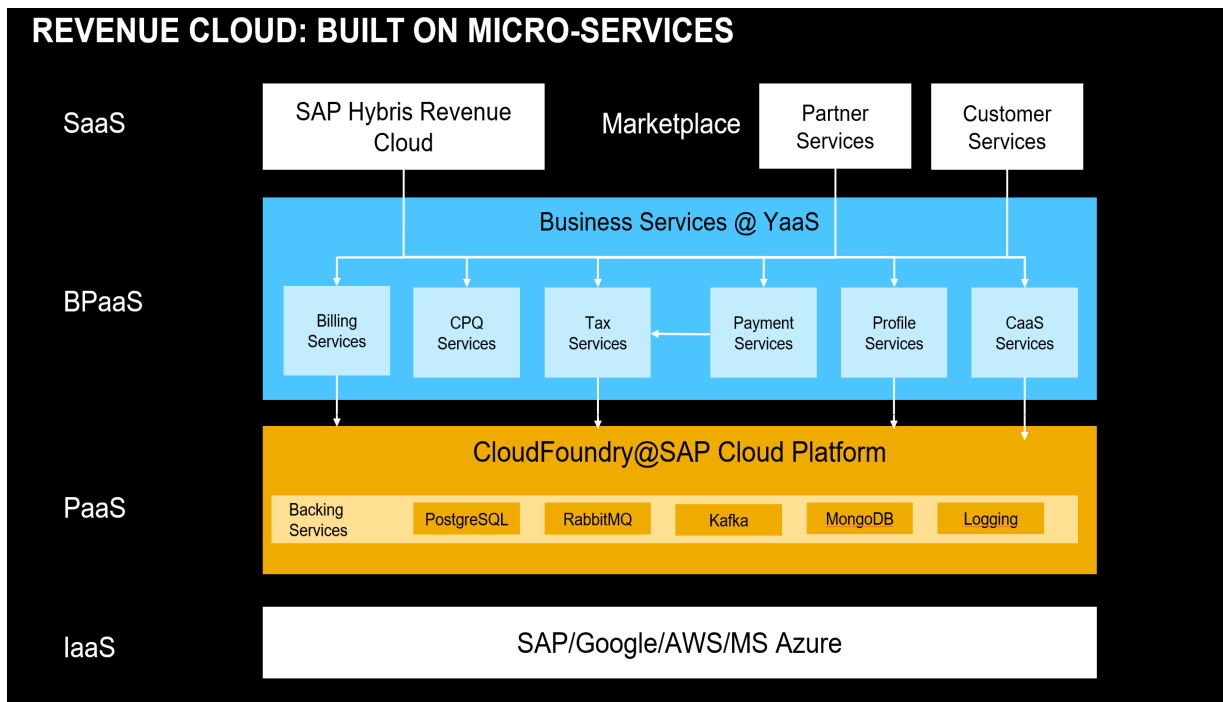 REVENUE CLOUD: BUILT ON MICRO-SERVICES
SaaS
SAP Hybris Revenue
Cloud
Marketplace
Partner
Services
Customer
Services
Business Services @ YaaS
BPaaS
Billing
Services
CPQ
Services
Tax
Services
Payment
Services
Profile
Services
CaaS
Services
CloudFoundry@SAP Cloud Platform
PaaS
Backing
Services
PostgreSQL
RabbitMQ
Kafka
MongoDB
Logging
IaaS
SAP/Google/AWS/MS Azure